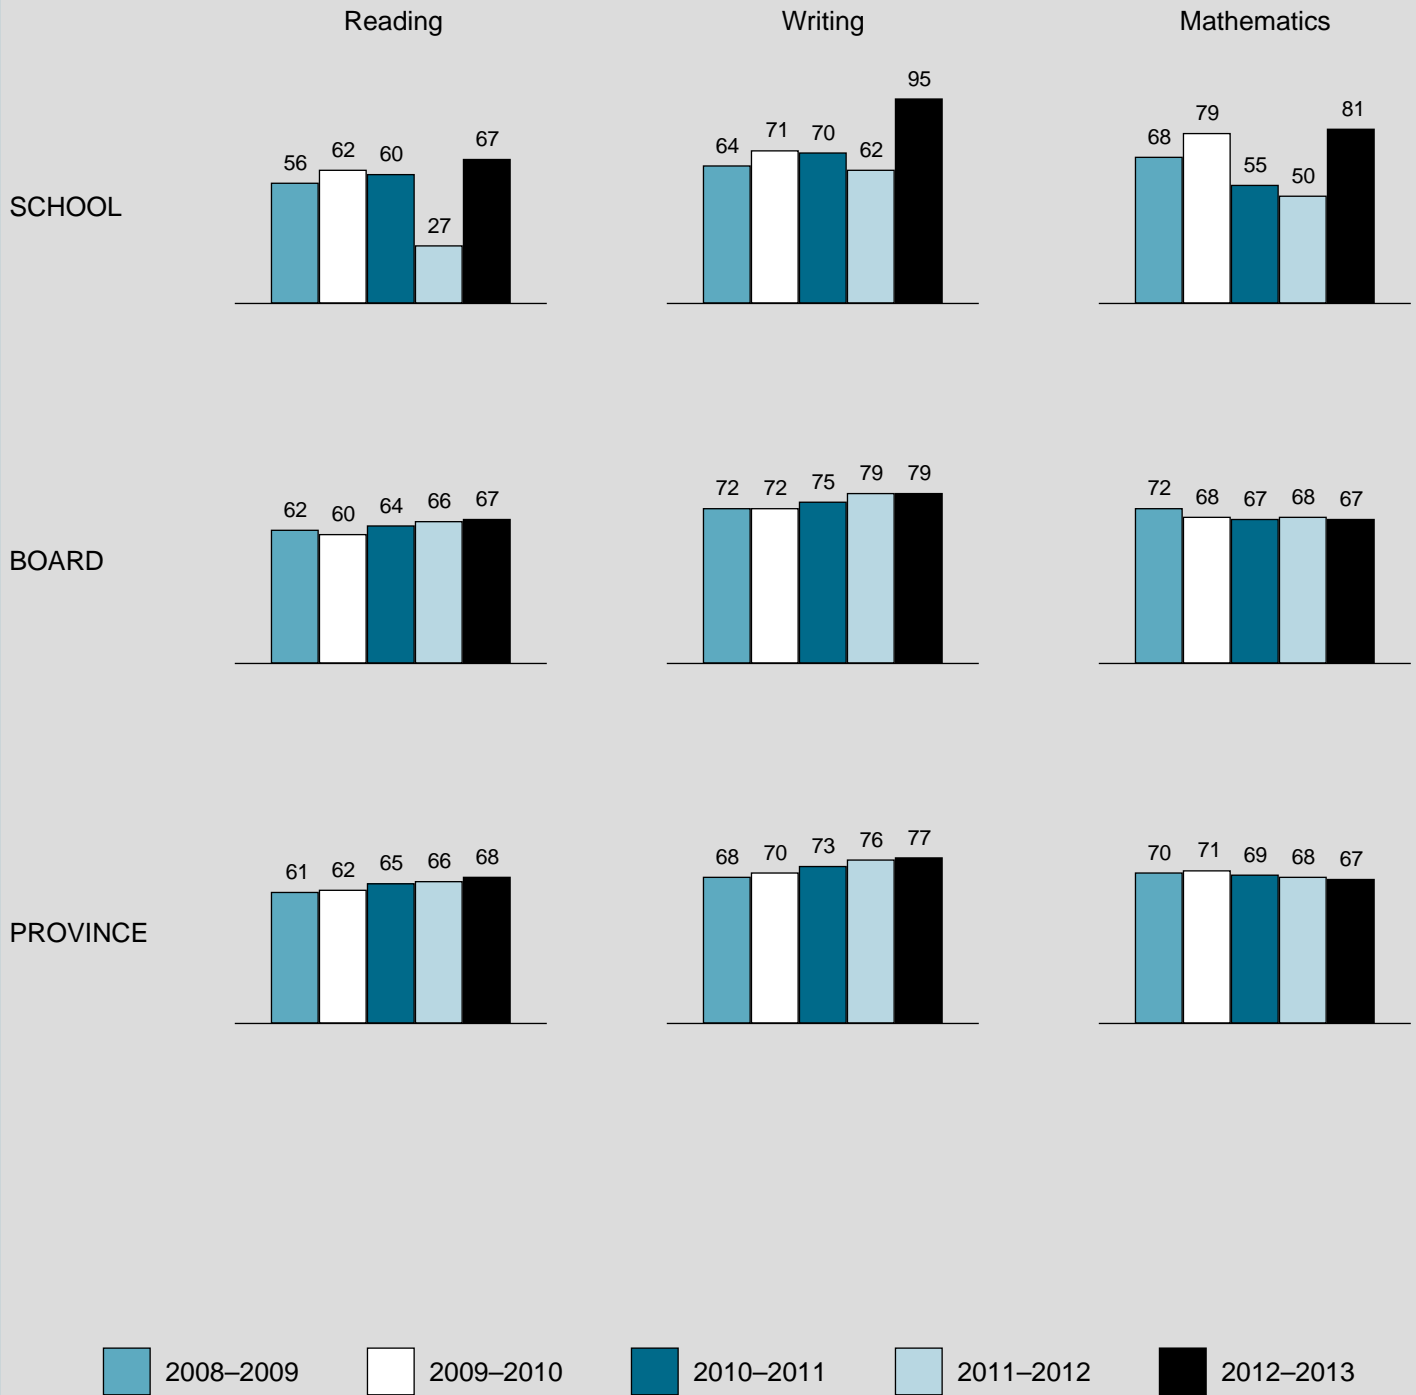 Reading Writing Mathematics
SCHOOL
56 62 60 27 67
64 71 70 62 95
68 79 55 50 81
BOARD
62 60 64 66 67
72 72 75 79 79
72 68 67 68 67
PROVINCE
61 62 65 66 68
68 70 73 76 77
70 71 69 68 67
2008–2009 2009–2010 2010–2011 2011–2012 2012–2013